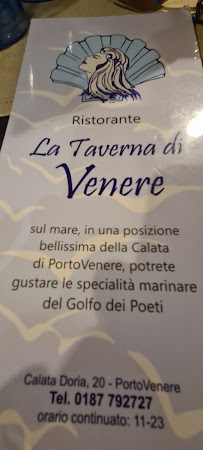 Ristorante
La Taverna di
Venere
sul mare, in una posizione
bellissima della Calata
di PortoVenere, potrete
gustare le specialità marinare
del Golfo dei Poeti
Calata Doria, 20 - PortoVenere
Tel. 0187 792727
orario continuato: 11-23